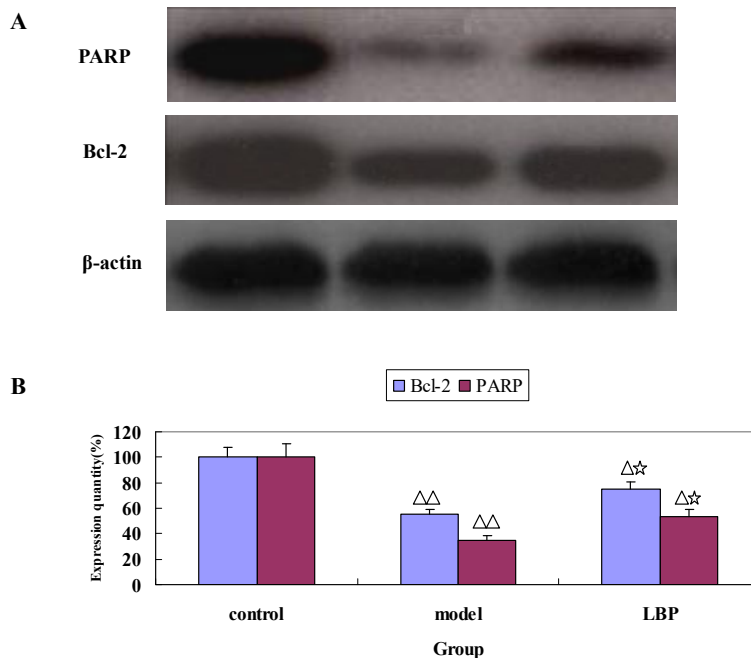 A
PARP
Bcl-2
β-actin
B
Bcl-2 PARP
Expression quantity(%)
120
100
80
60
40
20
0
△△
△△
△☆
△☆
control model LBP
Group